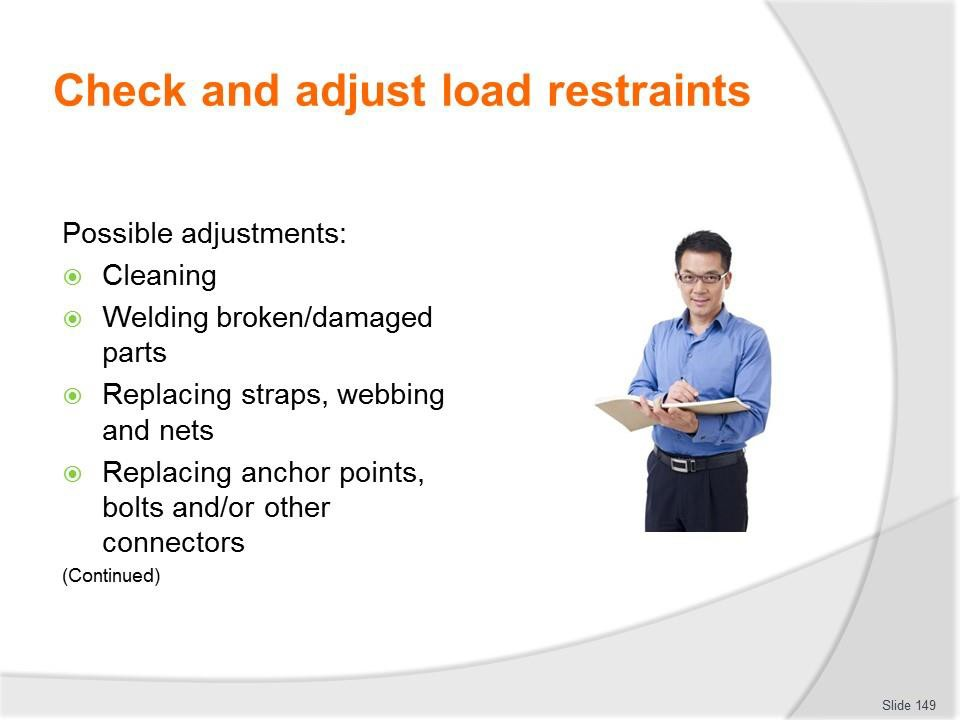 Check and adjust load restraints
Possible adjustments:
Cleaning
Welding broken/damaged
parts
Replacing straps, webbing
and nets
Replacing anchor points,
bolts and/or other
connectors
(Continued)
Slide 149